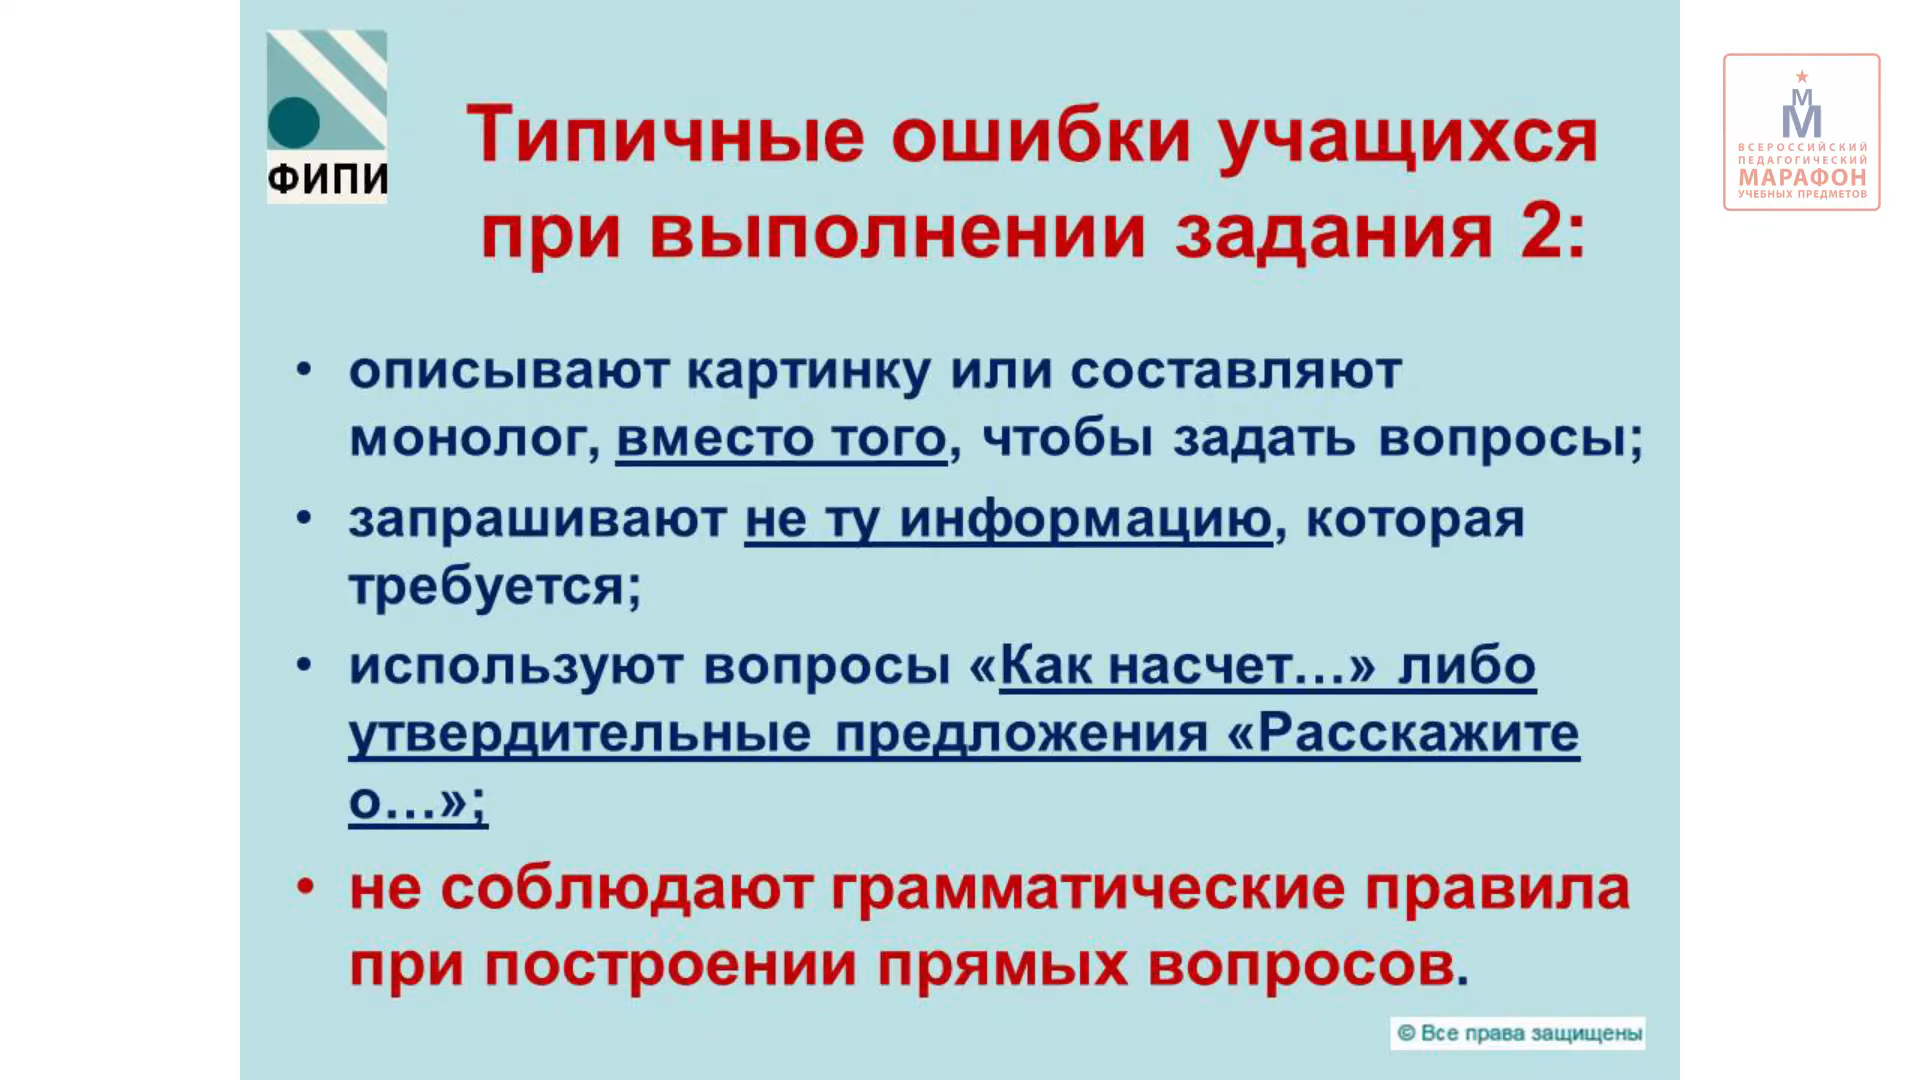 ФИПИ
Типичные ошибки учащихся
при выполнении задания 2:
• описывают картинку или составляют
монолог, вместо того, чтобы задать вопросы;
• запрашивают не ту информацию, которая
требуется;
• используют вопросы «Как насчет...» либо
утвердительные предложения «Расскажите
о...»;
• не соблюдают грамматические правила
при построении прямых вопросов.
© Все права защищены
М
М
ВСЕРОССИЙСКИЙ
ПЕДАГОГИЧЕСКИЙ
МАРАФОН
УЧЕБНЫХ ПРЕДМЕТОВ